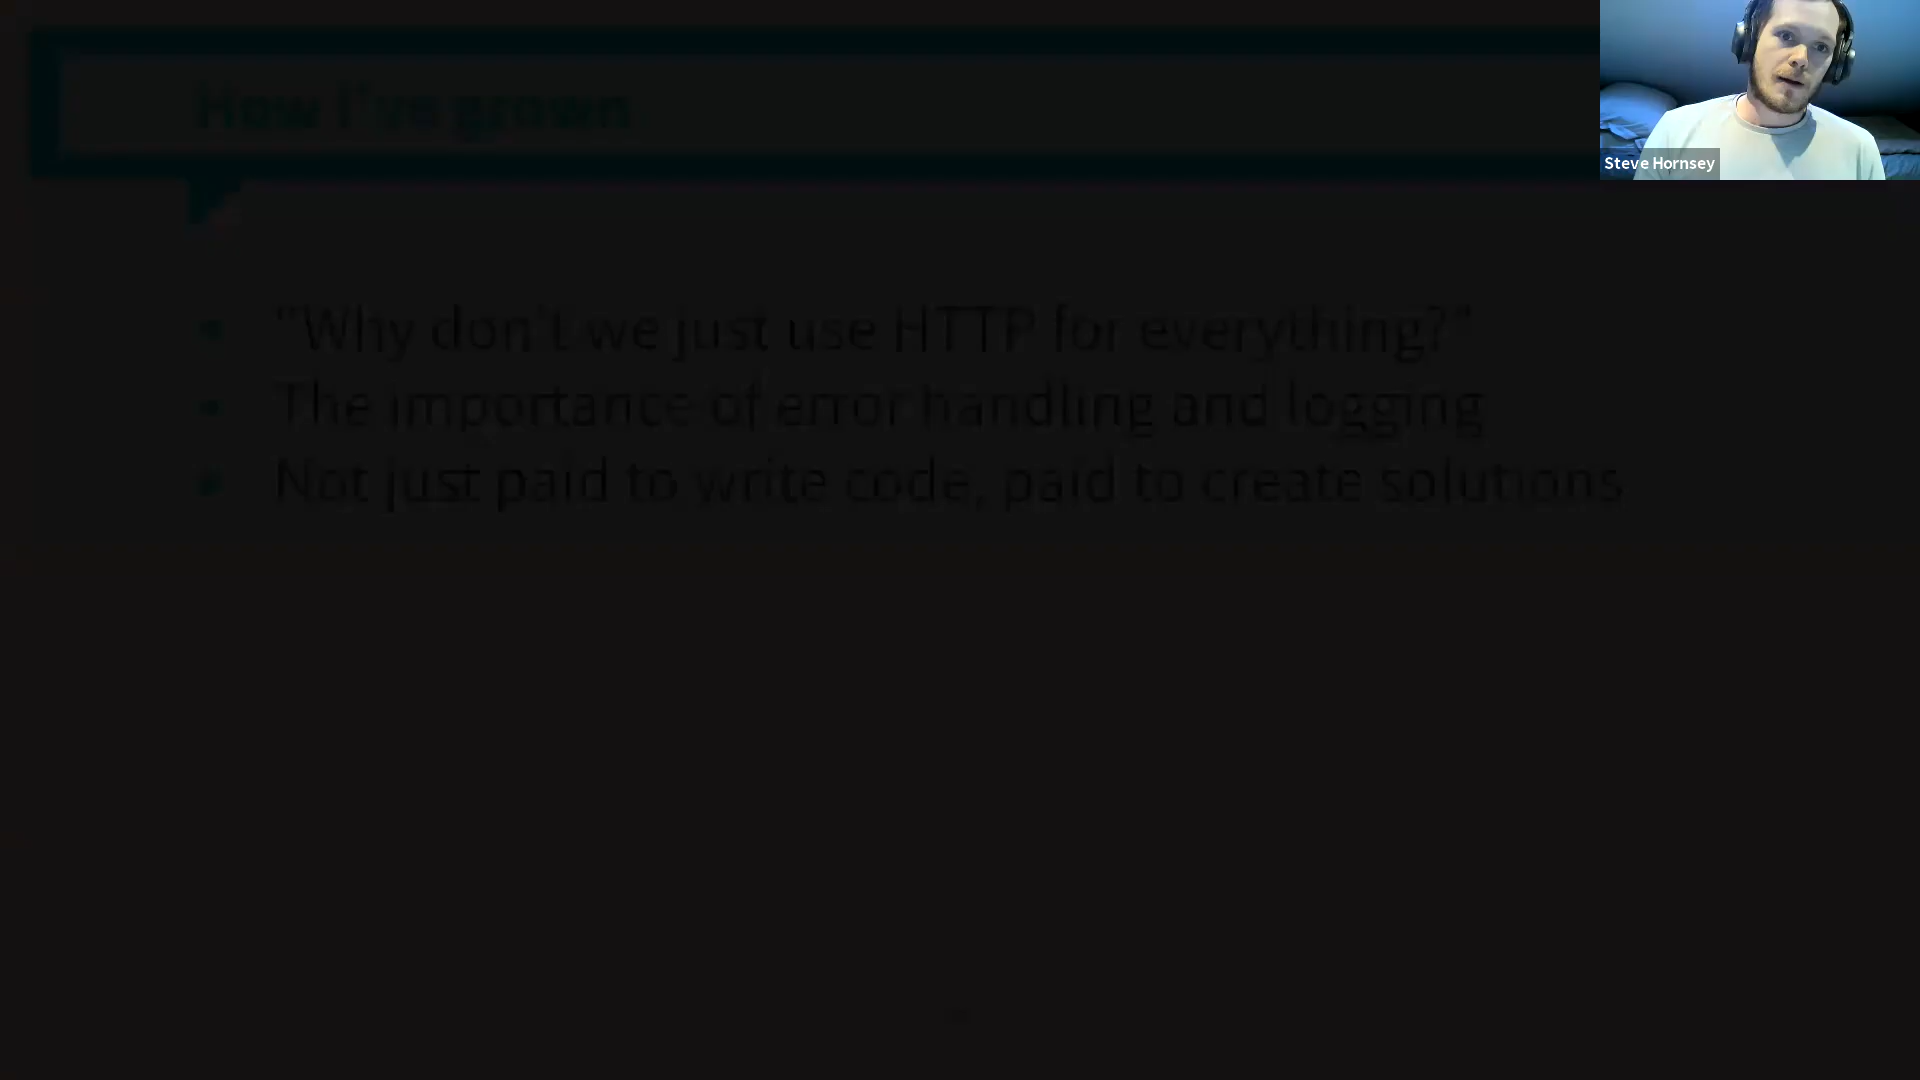 Steve Hornsey
How I've grown
"Why don't we just use HTTP for everything?"
The importance of error handling and logging
Not just paid to write code, paid to create solutions